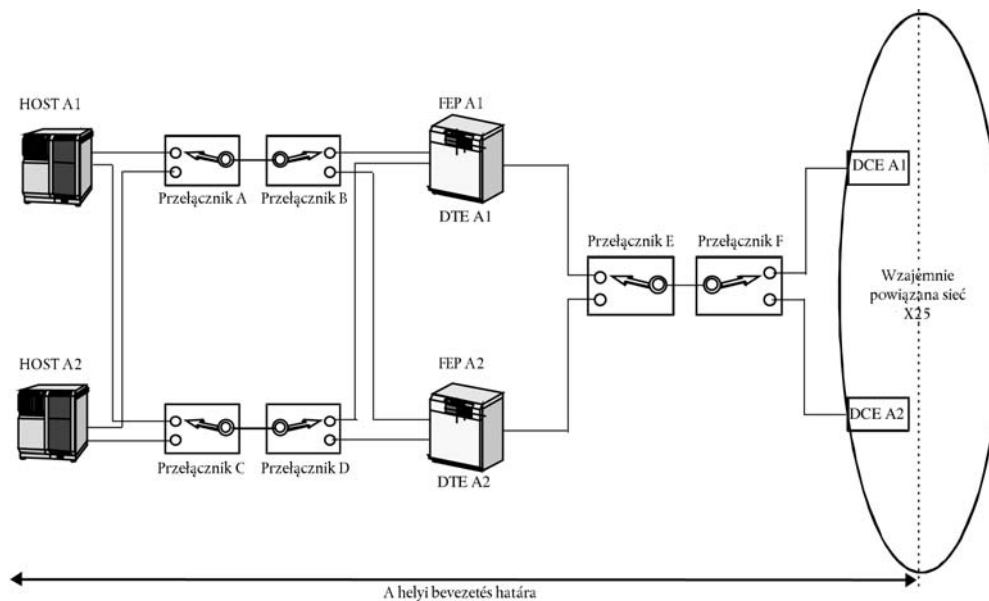 HOST A1
FEP A1
Przełącznik A
Przełącznik B
DTE A1
DCE A1
Przełącznik E
Przełącznik F
Wzajemnie
powiązana sieć
X25
HOST A2
FEP A2
DCE A2
Przełącznik C
Przełącznik D
DTE A2
A helyi bevezetés határa